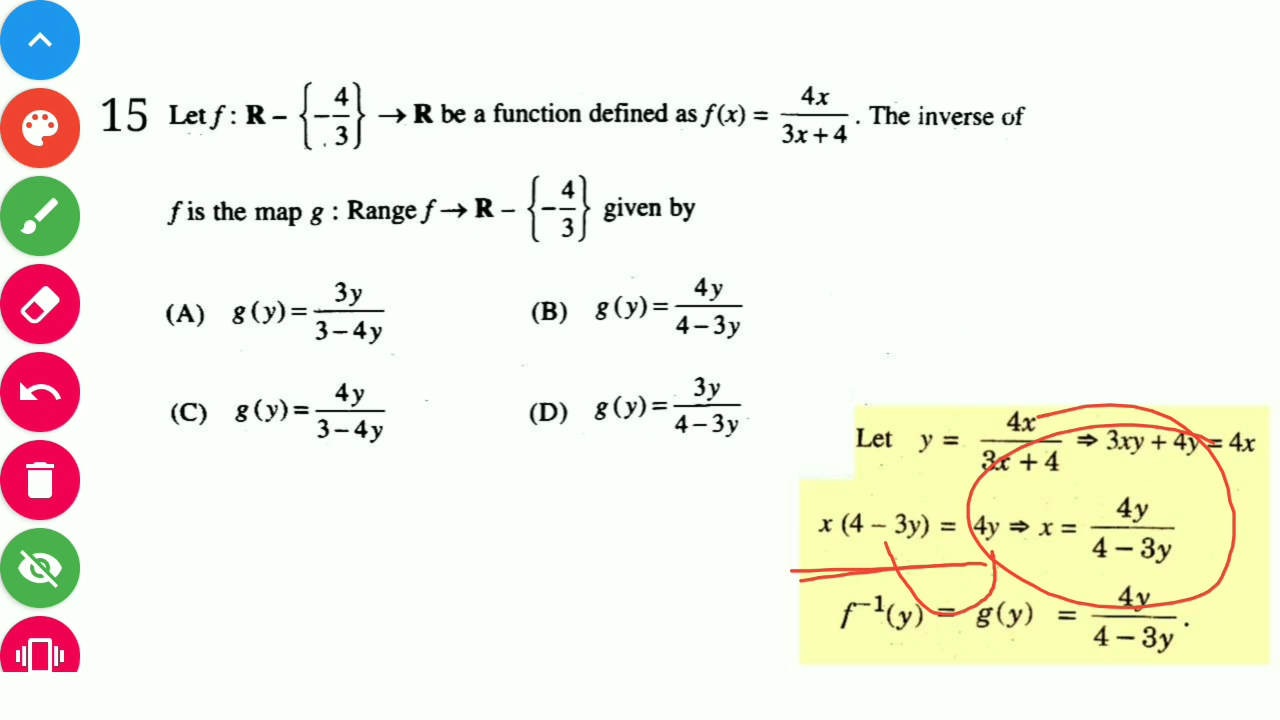 15 Let f : R – {–4/3} → R be a function defined as f(x) = 4x/(3x + 4). The inverse of
f is the map g : Range f → R – {–4/3} given by
(A) g(y) = 3y/(3 – 4y)
(B) g(y) = 4y/(4 – 3y)
(C) g(y) = 4y/(3 – 4y)
(D) g(y) = 3y/(4 – 3y)
Let y = 4x/(3x + 4) ⇒ 3xy + 4y = 4x
x (4 – 3y) = 4y ⇒ x = 4y/(4 – 3y)
f⁻¹(y) = g(y) = 4y/(4 – 3y).